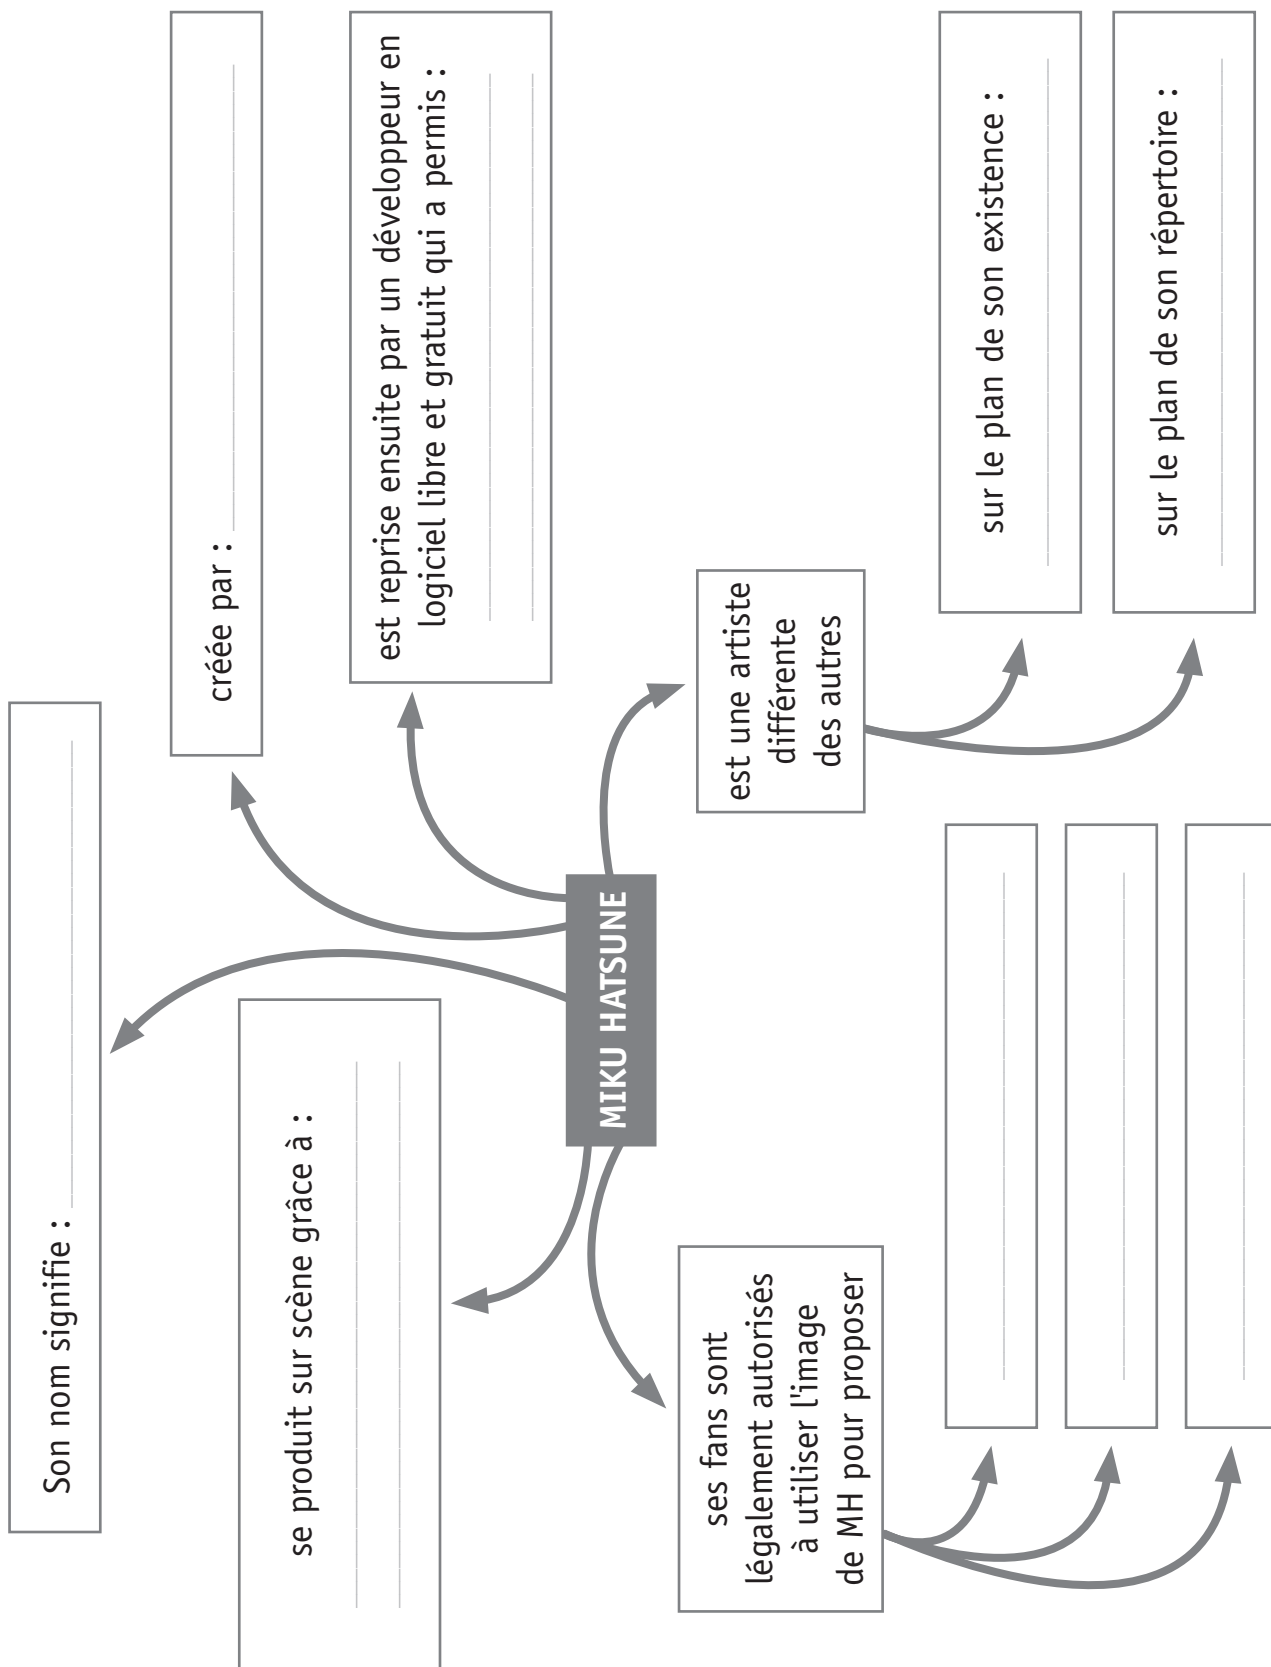 Son nom signifie :
créée par :
se produit sur scène grâce à :
est reprise ensuite par un développeur en
logiciel libre et gratuit qui a permis :
MIKU HATSUNE
ses fans sont
légalement autorisés
à utiliser l'image
de MH pour proposer
est une artiste
différente
des autres
sur le plan de son existence :
sur le plan de son répertoire :